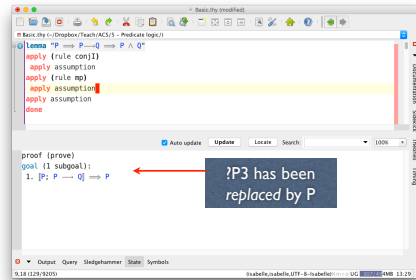 Basic.thy (modified)
Basic.thy (~/Dropbox/Teach/ACS/5 - Predicate logic/)
lemma "P ⟹ P⟶Q ⟹ P ∧ Q"
apply (rule conjI)
apply assumption
apply (rule mp)
apply assumption
apply assumption
done
Documentation
Sidekick
Theories
Timing
Auto update
Update
Locate
Search:
100%
proof (prove)
goal (1 subgoal):
1. ⟦P; P ⟶ Q⟧ ⟹ P
?P3 has been
replaced by P
Output Query Sledgehammer State Symbols
9,18 (129/9205)
(isabelle,isabelle,UTF-8-Isabelle)
UG
4MB 13:29